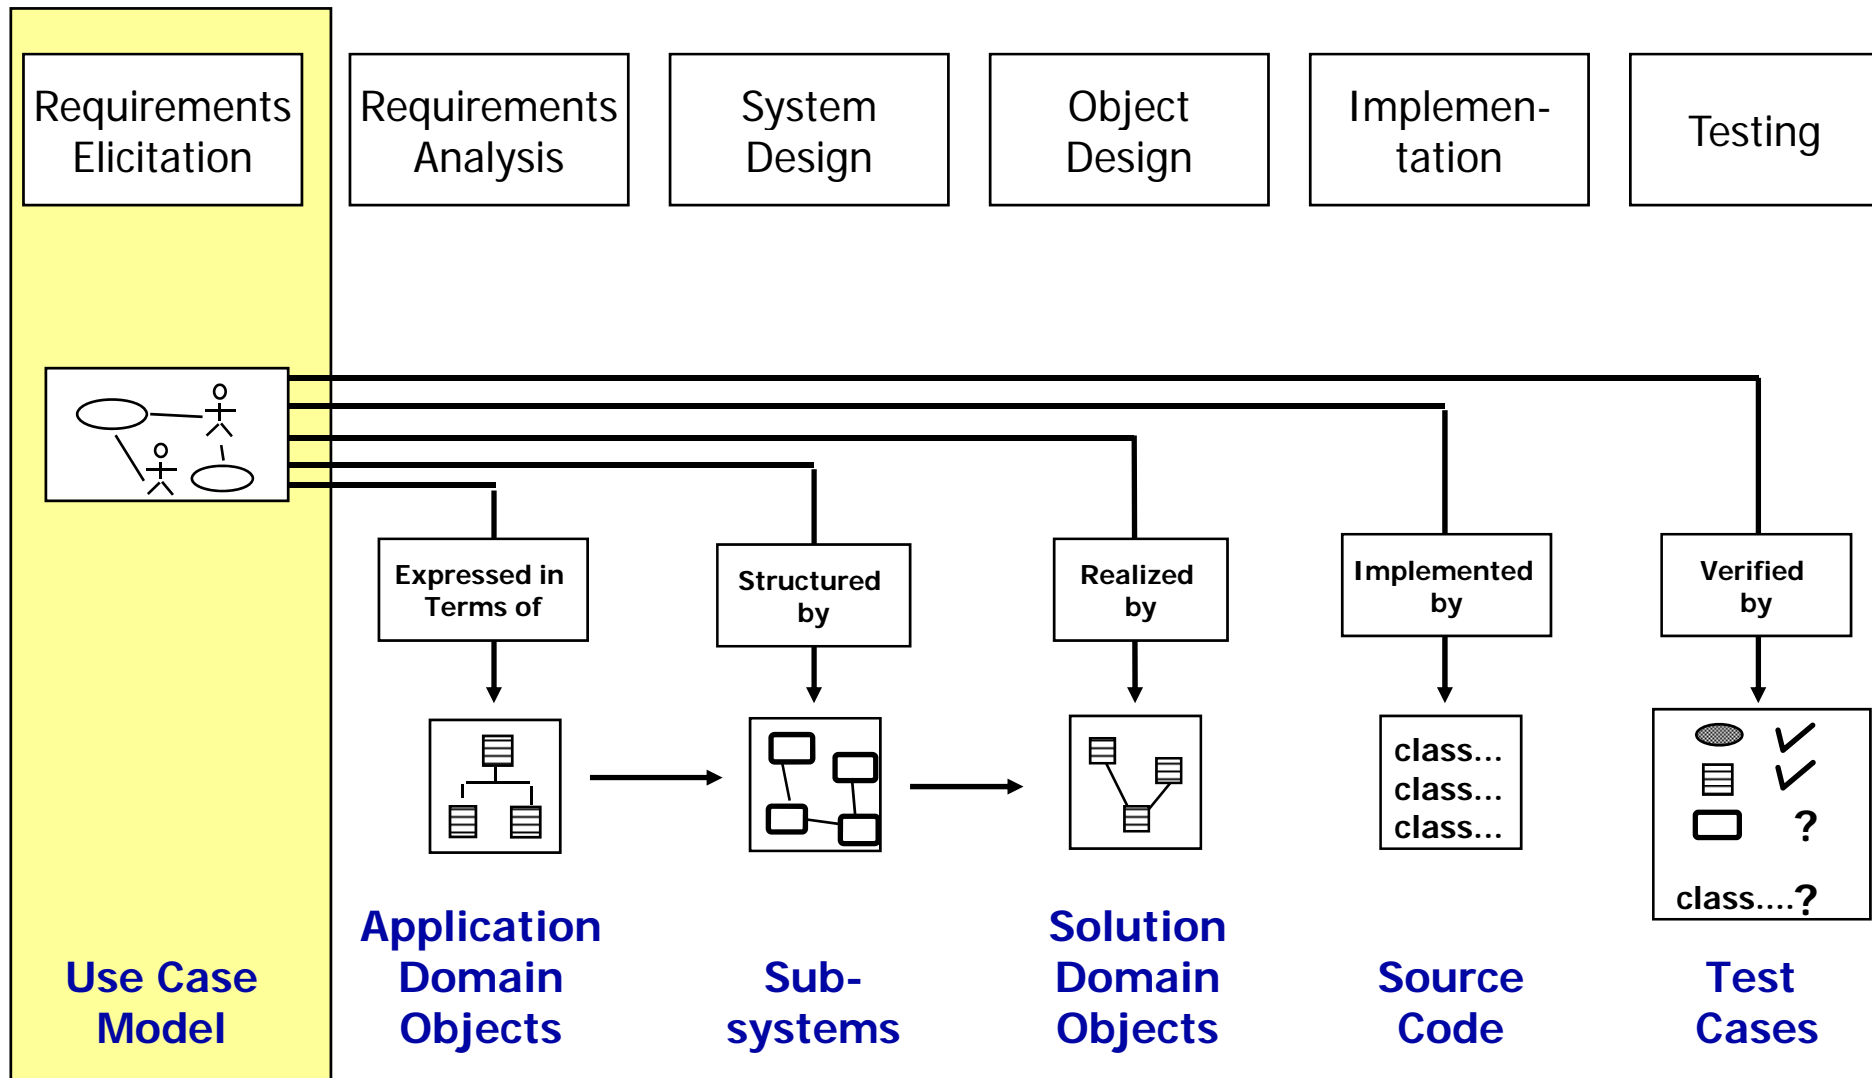 Requirements
Elicitation
Requirements
Analysis
System
Design
Object
Design
Implemen-
tation
Testing
Expressed in
Terms of
Structured
by
Realized
by
Implemented
by
Verified
by
class...
class...
class...
?
class....?
Use Case
Model
Application
Domain
Objects
Sub-
systems
Solution
Domain
Objects
Source
Code
Test
Cases